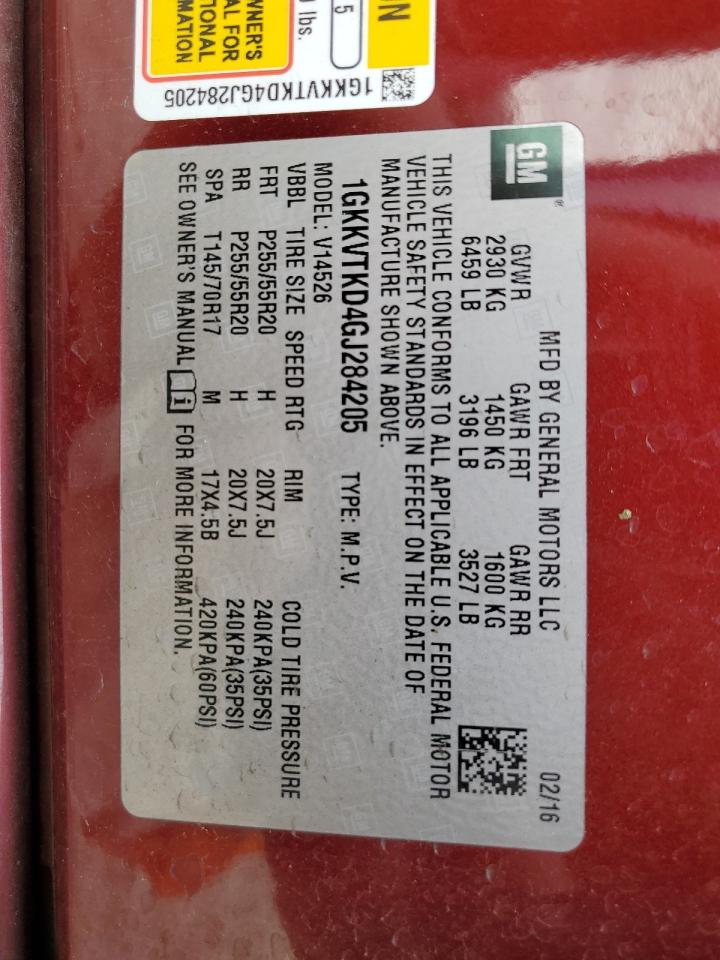 ON
.5
lbs.
OWNER'S
AL FOR
TIONAL
MATION
1GKKVTKD4GJ284205
GM®
MFD BY GENERAL MOTORS LLC 02/16
GVWR GAWR FRT GAWR RR
2930 KG 1450 KG 1600 KG
6459 LB 3196 LB 3527 LB
THIS VEHICLE CONFORMS TO ALL APPLICABLE U.S. FEDERAL MOTOR
VEHICLE SAFETY STANDARDS IN EFFECT ON THE DATE OF
MANUFACTURE SHOWN ABOVE.
1GKKVTKD4GJ284205 TYPE: M.P.V.
MODEL: V14526
VBBL TIRE SIZE SPEED RTG RIM COLD TIRE PRESSURE
FRT P255/55R20 H 20X7.5J 240KPA(35PSI)
RR P255/55R20 H 20X7.5J 240KPA(35PSI)
SPA T145/70R17 M 17X4.5B 420KPA(60PSI)
SEE OWNER'S MANUAL i FOR MORE INFORMATION.